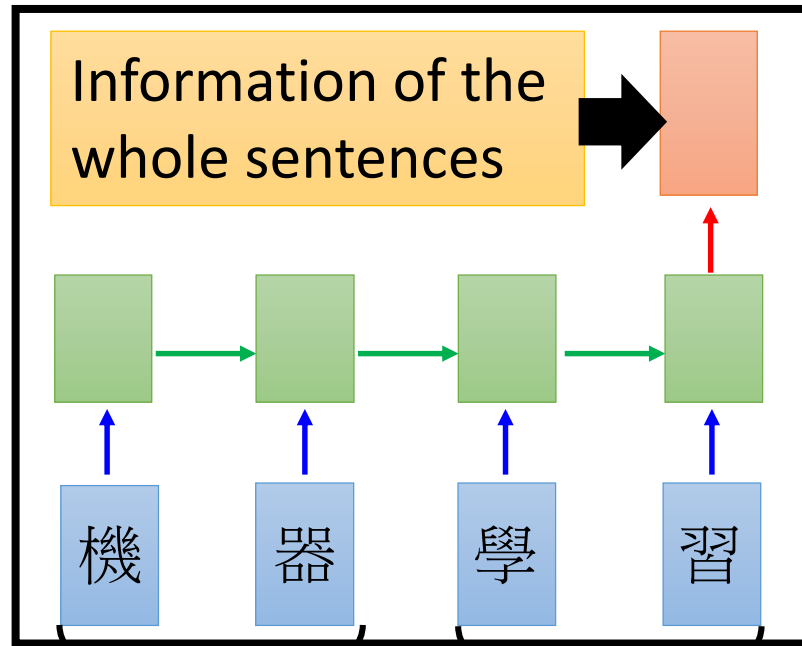 Information of the
whole sentences
機 器 學 習